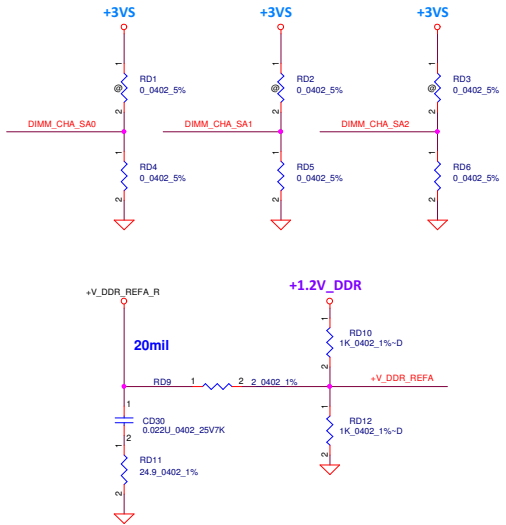 +3VS
+3VS
+3VS
1
1
1
@
RD1
0_0402_5%
@
RD2
0_0402_5%
@
RD3
0_0402_5%
2
2
2
DIMM_CHA_SA0
DIMM_CHA_SA1
DIMM_CHA_SA2
1
1
1
RD4
0_0402_5%
RD5
0_0402_5%
RD6
0_0402_5%
2
2
2
+V_DDR_REFA_R
+1.2V_DDR
20mil
1
RD10
1K_0402_1%~D
2
RD9
1
2
2_0402_1%
+V_DDR_REFA
1
CD30
0.022U_0402_25V7K
2
1
RD12
1K_0402_1%~D
2
1
RD11
24.9_0402_1%
2